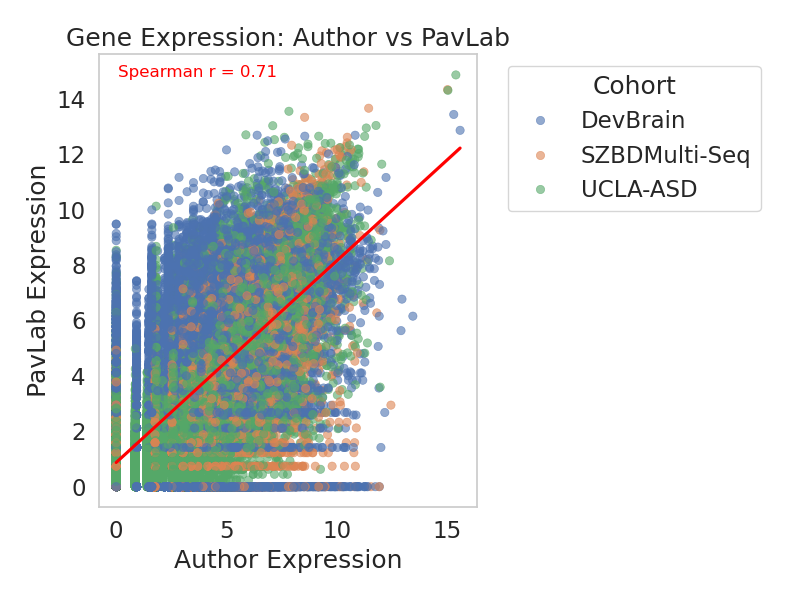 Gene Expression: Author vs PavLab
Spearman r = 0.71
14
12
10
8
6
4
2
0
0 5 10 15
PavLab Expression
Author Expression
Cohort
DevBrain
SZBDMulti-Seq
UCLA-ASD